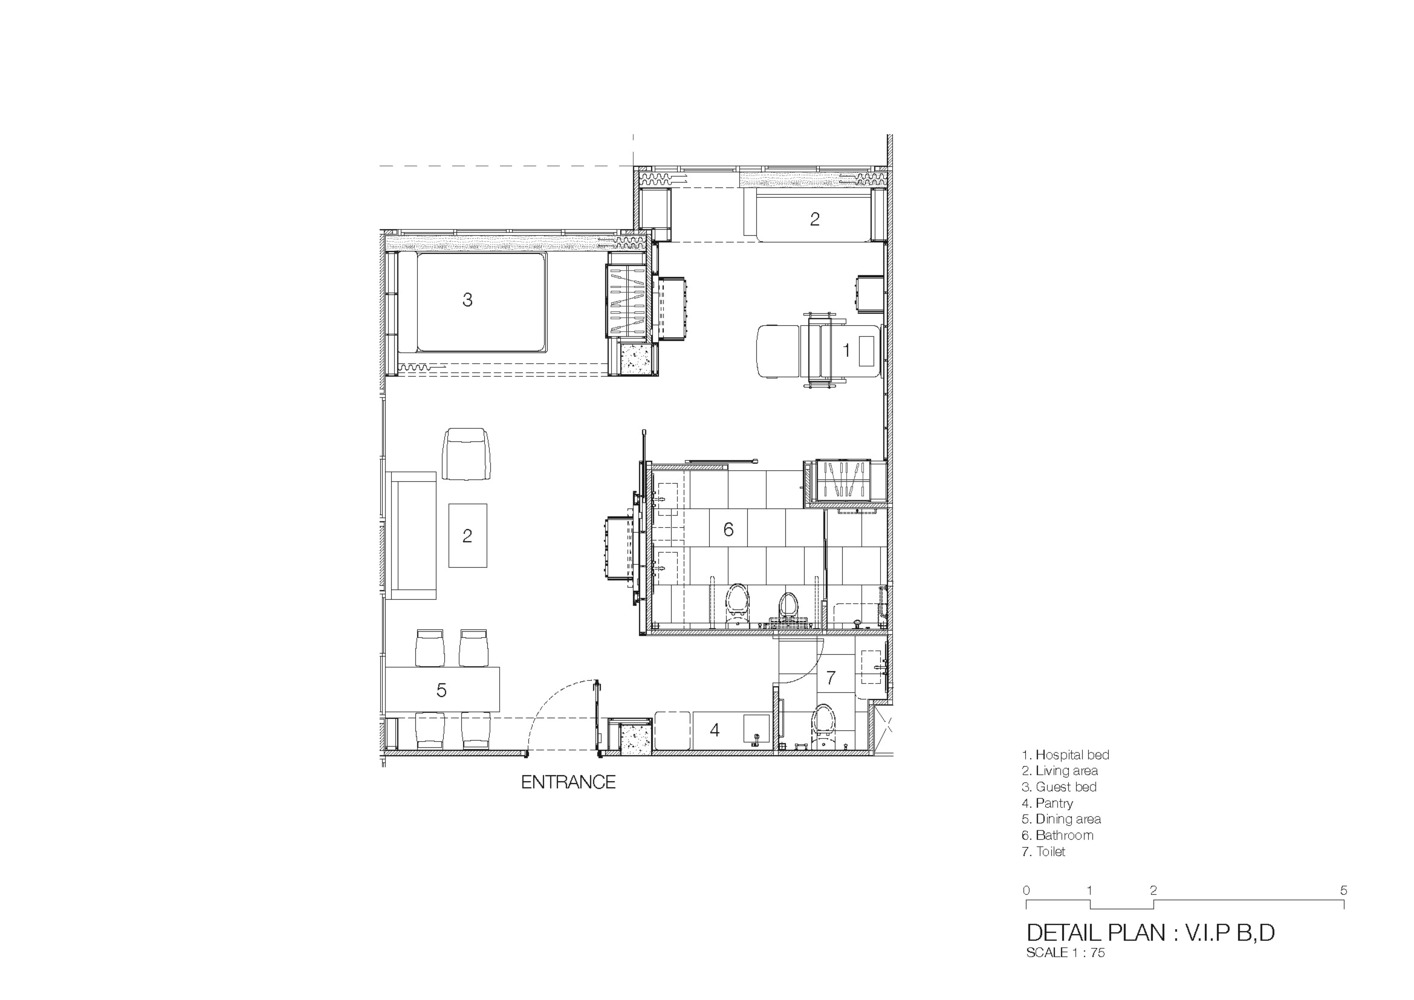 2
3
1
2
6
7
5
4
ENTRANCE
1. Hospital bed
2. Living area
3. Guest bed
4. Pantry
5. Dining area
6. Bathroom
7. Toilet
0 1 2 5
DETAIL PLAN : V.I.P B,D
SCALE 1 : 75